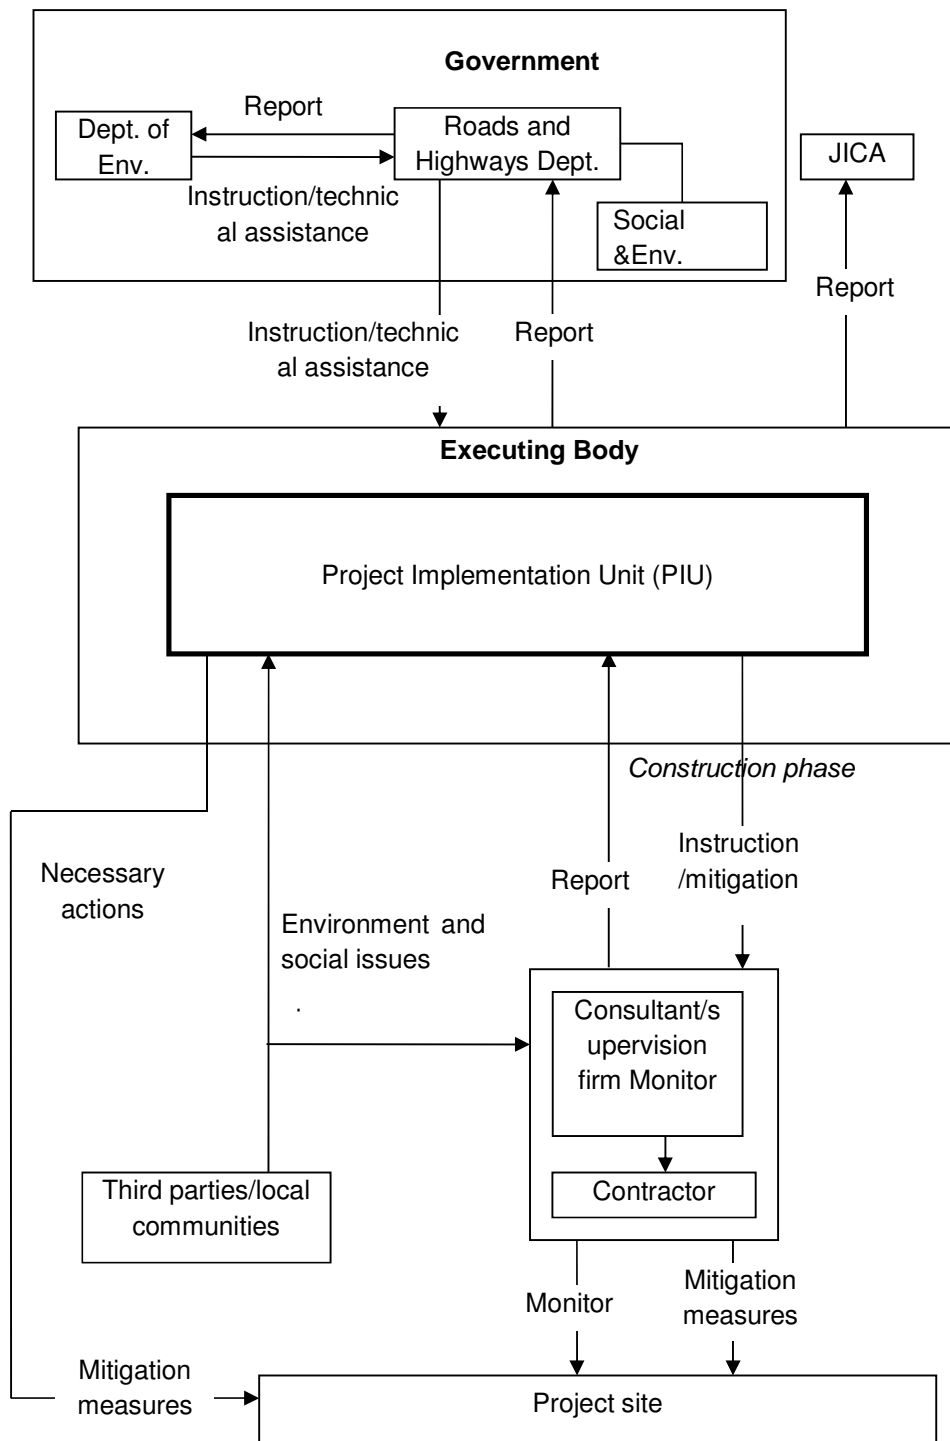 Government
Report
Dept. of
Env.
Roads and
Highways Dept.
JICA
Instruction/technic
al assistance
Social
&Env.
Report
Instruction/technic
al assistance
Report
Executing Body
Project Implementation Unit (PIU)
Construction phase
Necessary
actions
Instruction
/mitigation
Report
Environment and
social issues
.
Consultant/s
upervision
firm Monitor
Contractor
Third parties/local
communities
Monitor
Mitigation
measures
Mitigation
measures
Project site